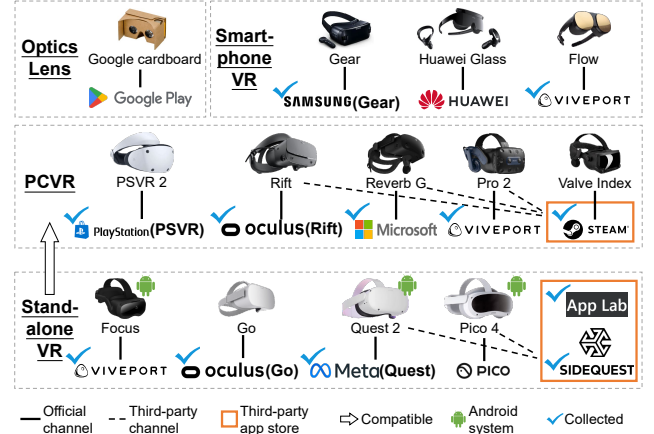 Optics
Lens
Google cardboard
Google Play
Smart-
phone
VR
Gear
Huawei Glass
Flow
SAMSUNG(Gear)
HUAWEI
VIVEPORT
PCVR
PSVR 2
Rift
Reverb G
Pro 2
Valve Index
PlayStation(PSVR)
oculus(Rift)
Microsoft
VIVEPORT
STEAM
Stand-
alone
VR
Focus
Go
Quest 2
Pico 4
App Lab
VIVEPORT
oculus(Go)
Meta(Quest)
PICO
SIDEQUEST
Official
channel
Third-party
channel
Third-party
app store
Compatible
Android
system
Collected